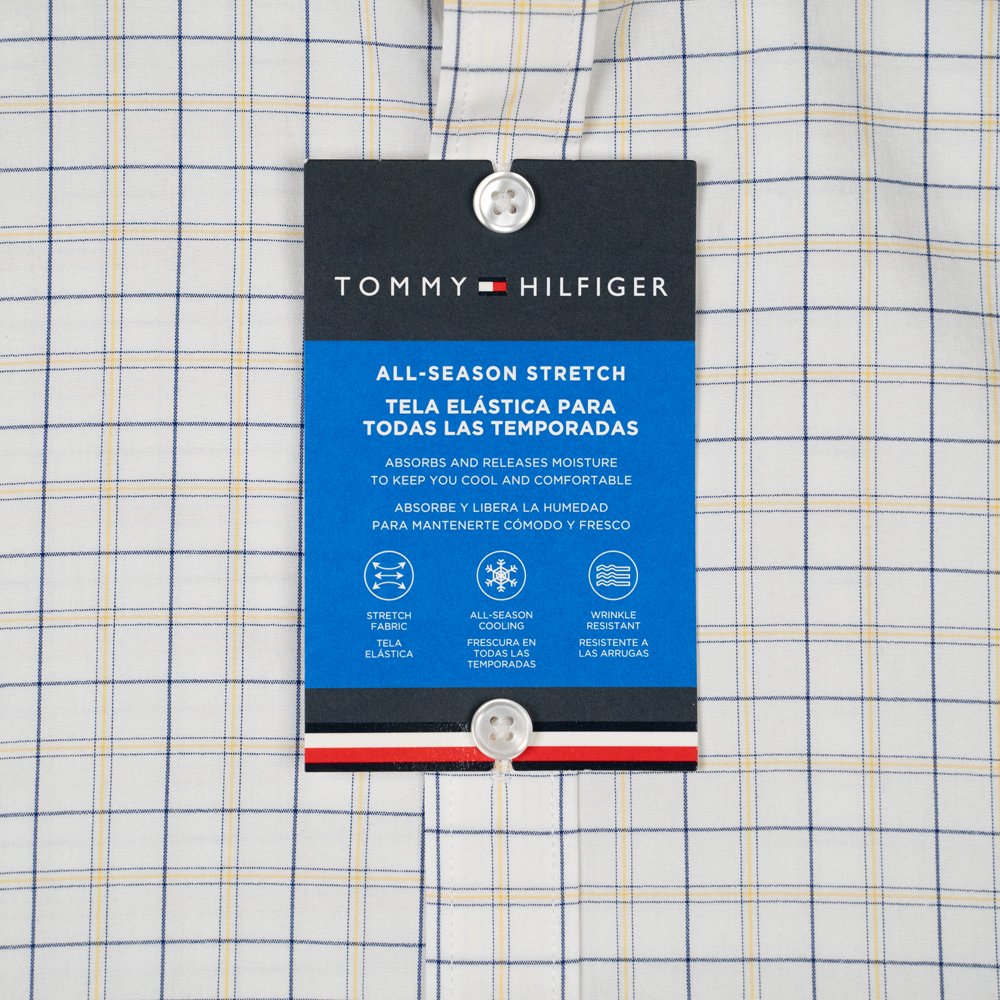 TOMMY HILFIGER
ALL-SEASON STRETCH
TELA ELÁSTICA PARA
TODAS LAS TEMPORADAS
ABSORBS AND RELEASES MOISTURE
TO KEEP YOU COOL AND COMFORTABLE
ABSORBE Y LIBERA LA HUMEDAD
PARA MANTENERTE CÓMODO Y FRESCO
STRETCH
FABRIC
TELA
ELÁSTICA
ALL-SEASON
COOLING
FRESCURA EN
TODAS LAS
TEMPORADAS
WRINKLE
RESISTANT
RESISTENTE A
LAS ARRUGAS